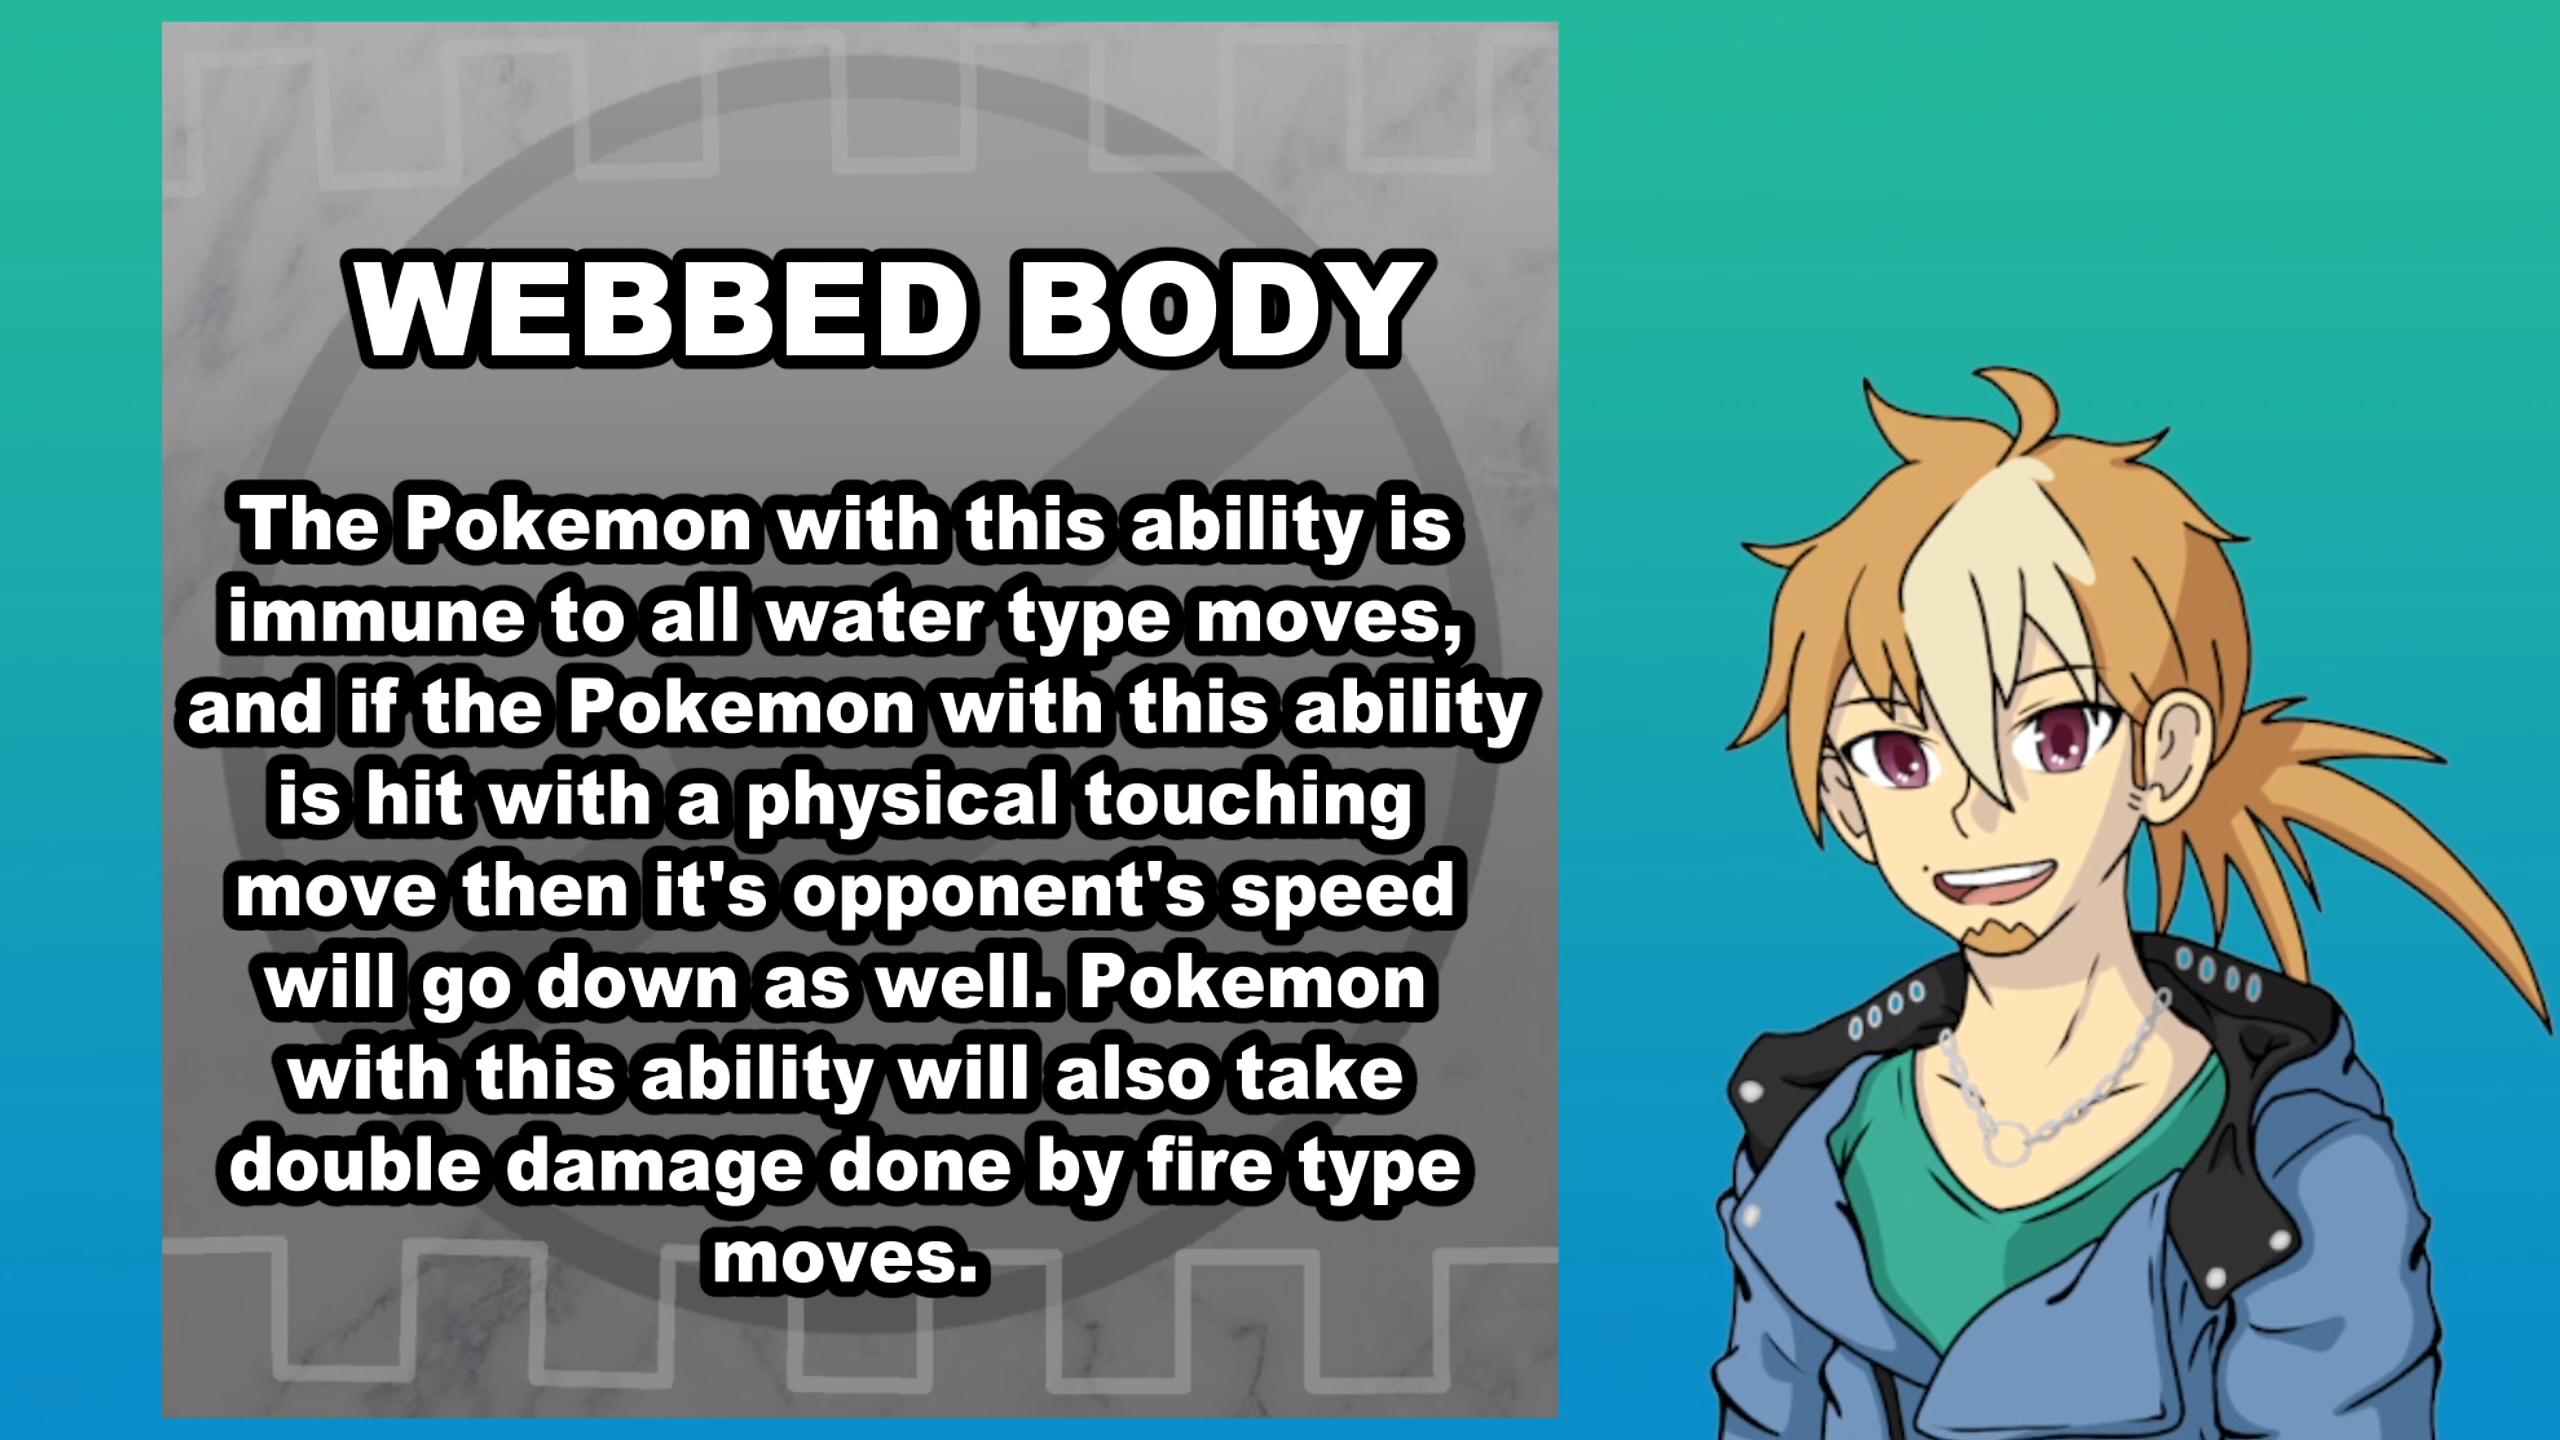 WEBBED BODY
The Pokemon with this ability is
immune to all water type moves,
and if the Pokemon with this ability
is hit with a physical touching
move then it's opponent's speed
will go down as well. Pokemon
with this ability will also take
double damage done by fire type
moves.